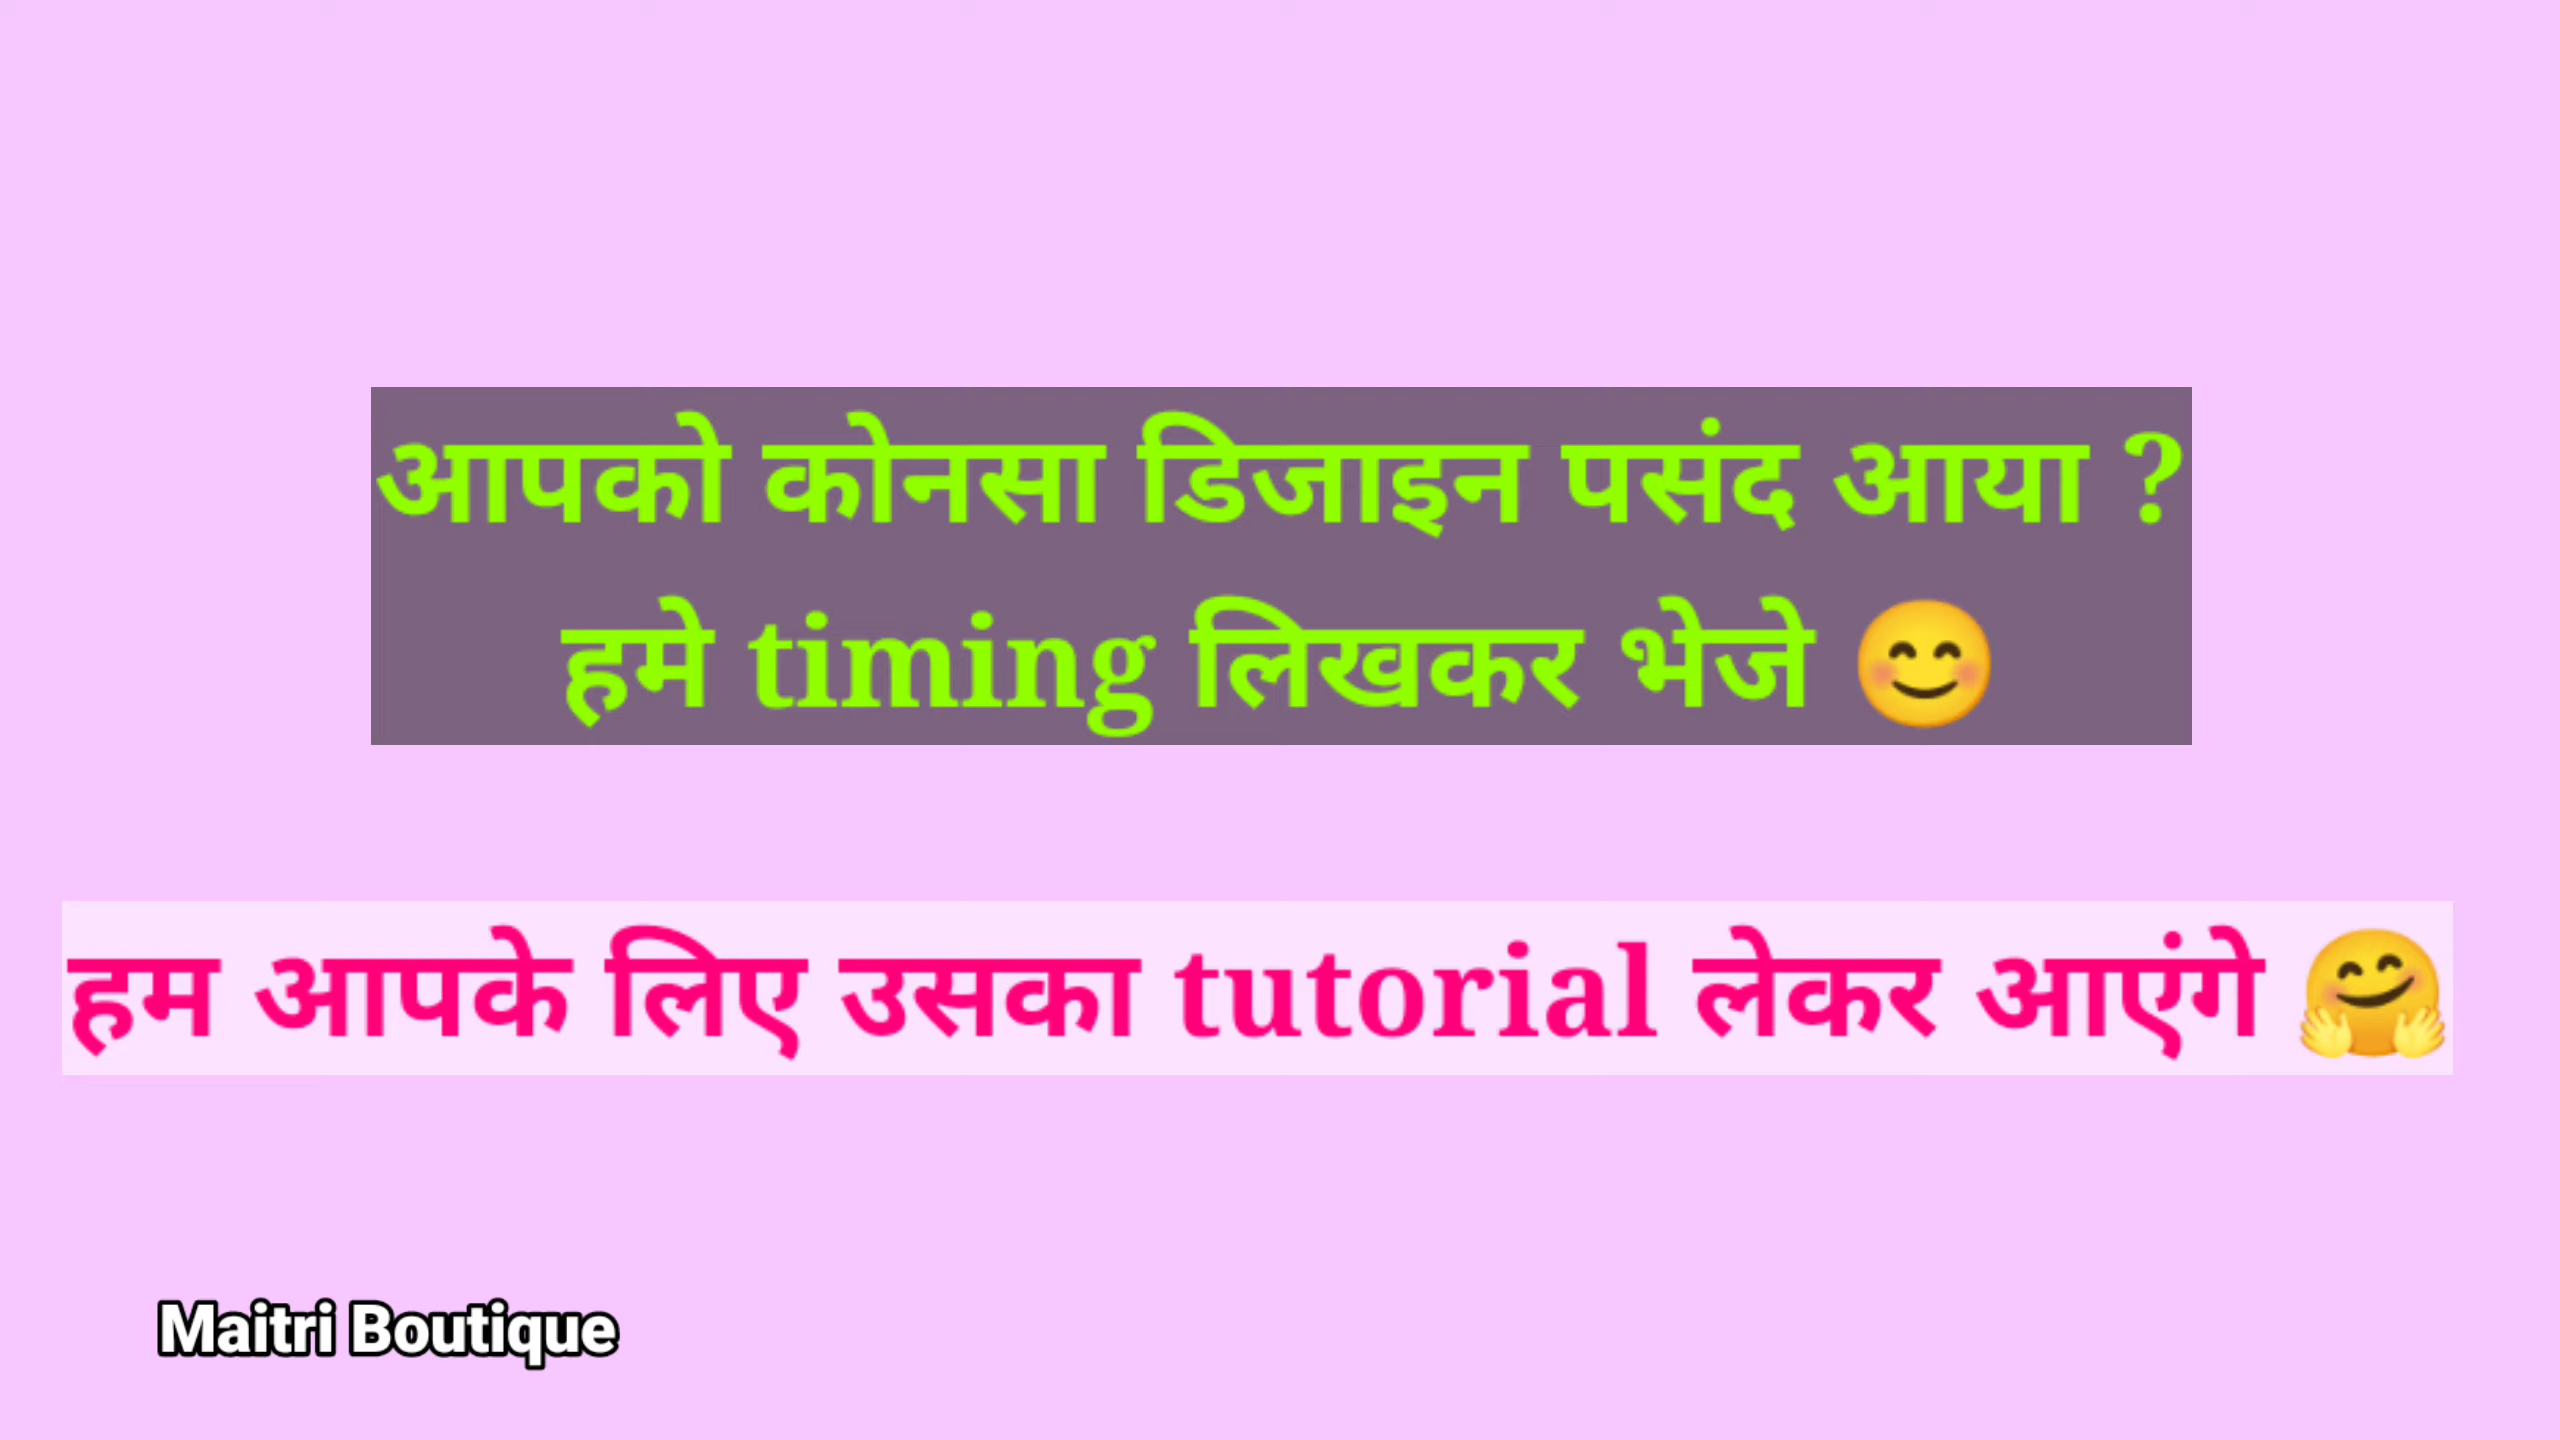 आपको कोनसा डिजाइन पसंद आया ?
हमे timing लिखकर भेजे 😊
हम आपके लिए उसका tutorial लेकर आएंगे 🤗
Maitri Boutique